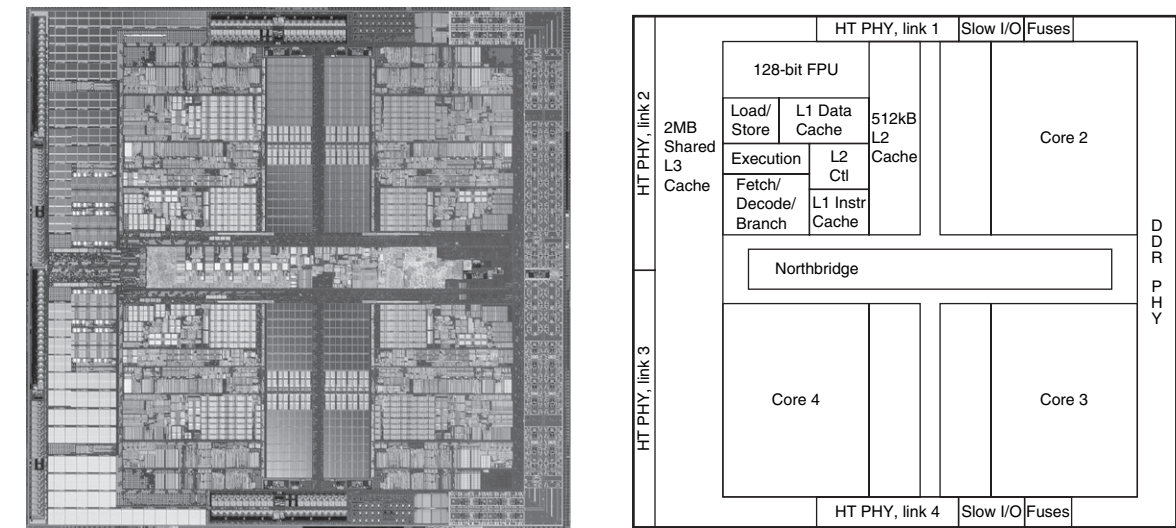 HT PHY, link 1
Slow I/O
Fuses
HT PHY, link 2
2MB
Shared
L3
Cache
128-bit FPU
Load/
Store
L1 Data
Cache
Execution
L2
Ctl
Fetch/
Decode/
Branch
L1 Instr
Cache
512kB
L2
Cache
Core 2
Northbridge
DDR PHY
HT PHY, link 3
Core 4
Core 3
HT PHY, link 4
Slow I/O
Fuses